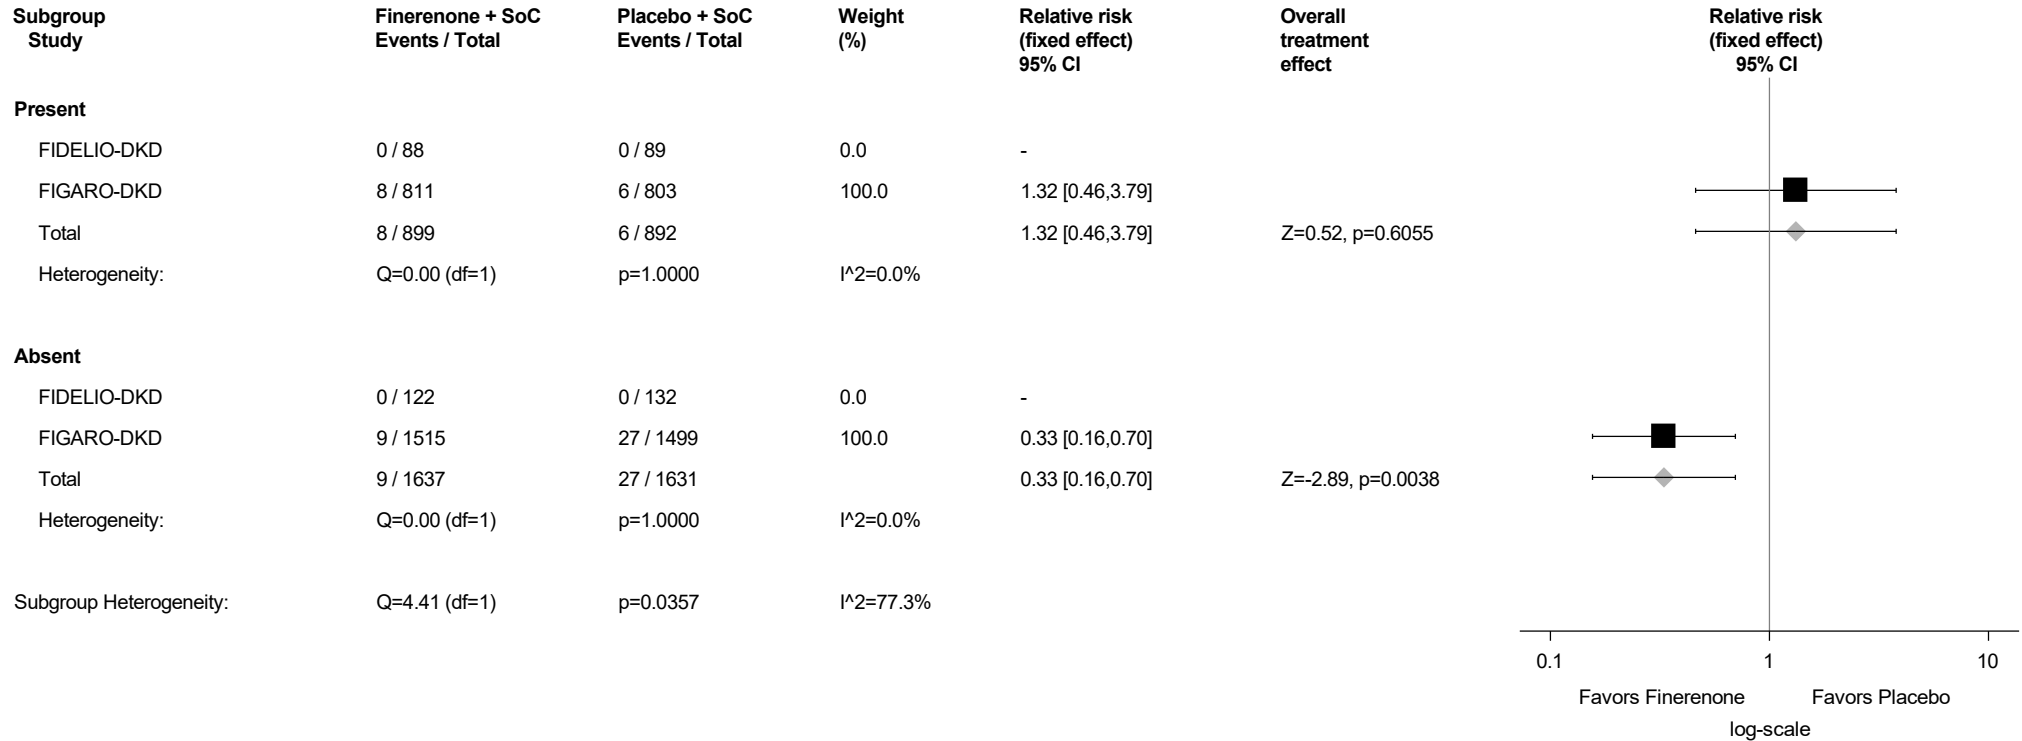 Subgroup Finerenone + SoC Placebo + SoC Weight Relative risk Overall Relative risk
Study Events / Total Events / Total (%) (fixed effect) treatment (fixed effect)
95% CI effect 95% CI
Present
FIDELIO-DKD 0 / 88 0 / 89 0.0 -
FIGARO-DKD 8 / 811 6 / 803 100.0 1.32 [0.46,3.79]
Total 8 / 899 6 / 892 1.32 [0.46,3.79] Z=0.52, p=0.6055
Heterogeneity: Q=0.00 (df=1) p=1.0000 I^2=0.0%
Absent
FIDELIO-DKD 0 / 122 0 / 132 0.0 -
FIGARO-DKD 9 / 1515 27 / 1499 100.0 0.33 [0.16,0.70]
Total 9 / 1637 27 / 1631 0.33 [0.16,0.70] Z=-2.89, p=0.0038
Heterogeneity: Q=0.00 (df=1) p=1.0000 I^2=0.0%
Subgroup Heterogeneity: Q=4.41 (df=1) p=0.0357 I^2=77.3%
0.1 1 10
Favors Finerenone Favors Placebo
log-scale